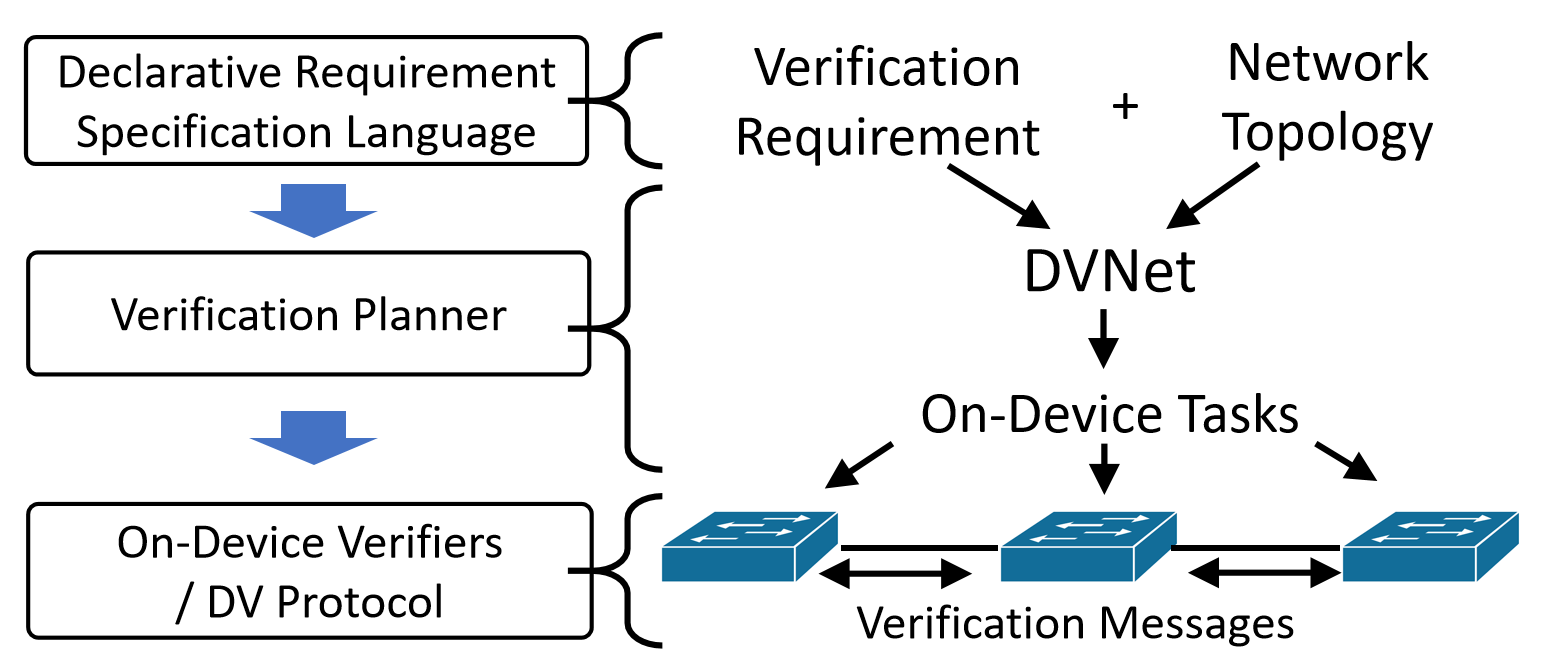 Declarative Requirement
Specification Language
Verification
Requirement
+
Network
Topology
Verification Planner
DVNet
On-Device Tasks
On-Device Verifiers
/ DV Protocol
Verification Messages